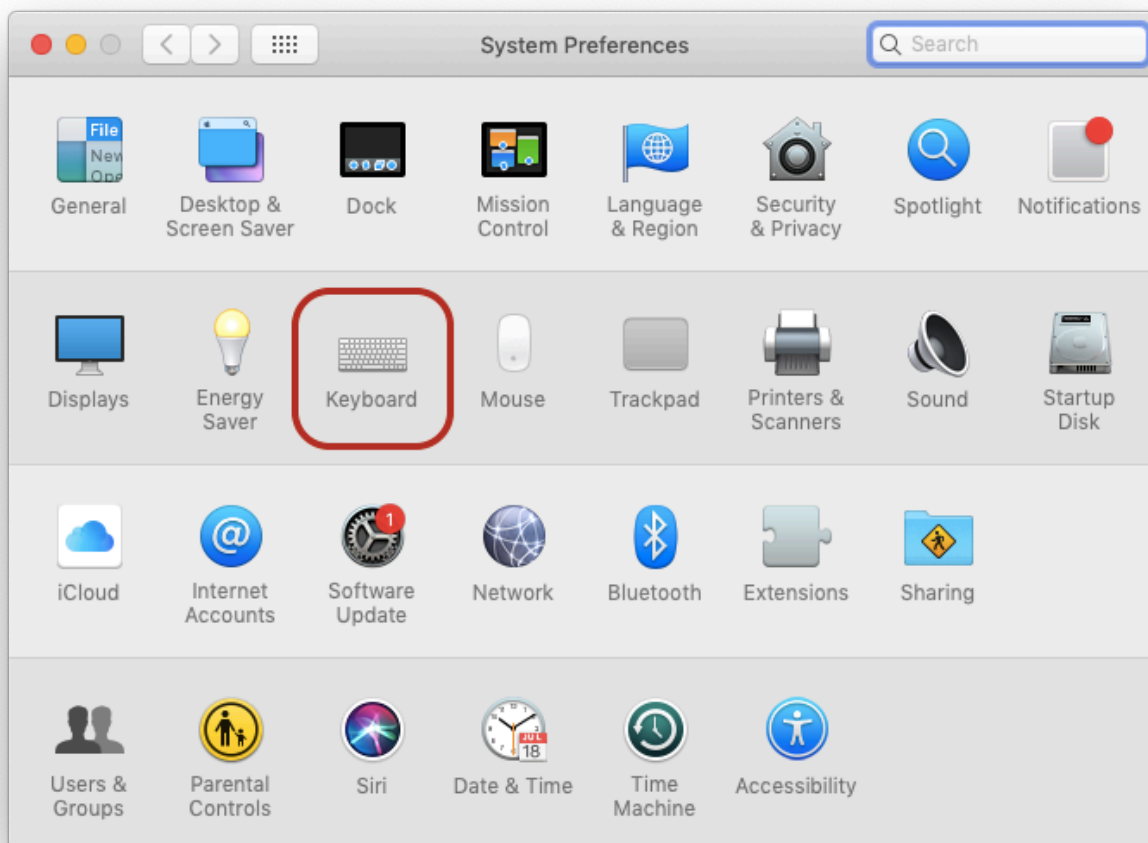 System Preferences
Search
File
New
Ope
General
Desktop &
Screen Saver
Dock
Mission
Control
Language
& Region
Security
& Privacy
Spotlight
Notifications
Displays
Energy
Saver
Keyboard
Mouse
Trackpad
Printers &
Scanners
Sound
Startup
Disk
iCloud
@
Internet
Accounts
1
Software
Update
Network
Bluetooth
Extensions
Sharing
Users &
Groups
Parental
Controls
Siri
JUL
18
Date & Time
Time
Machine
Accessibility